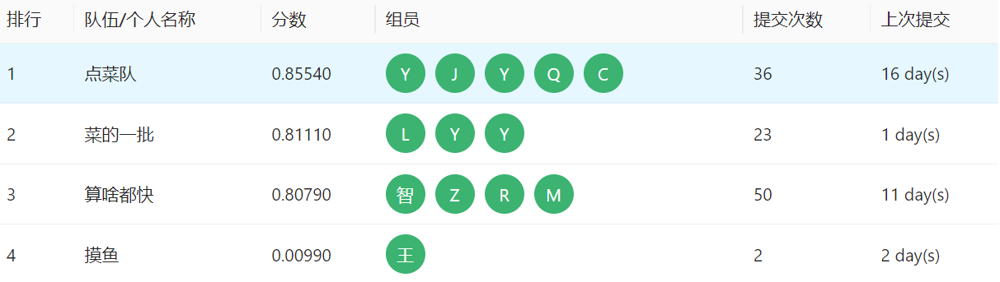 排行 队伍/个人名称 分数 组员 提交次数 上次提交
1 点菜队 0.85540 Y J Y Q C 36 16 day(s)
2 菜的一批 0.81110 L Y Y 23 1 day(s)
3 算啥都快 0.80790 智 Z R M 50 11 day(s)
4 摸鱼 0.00990 王 2 2 day(s)